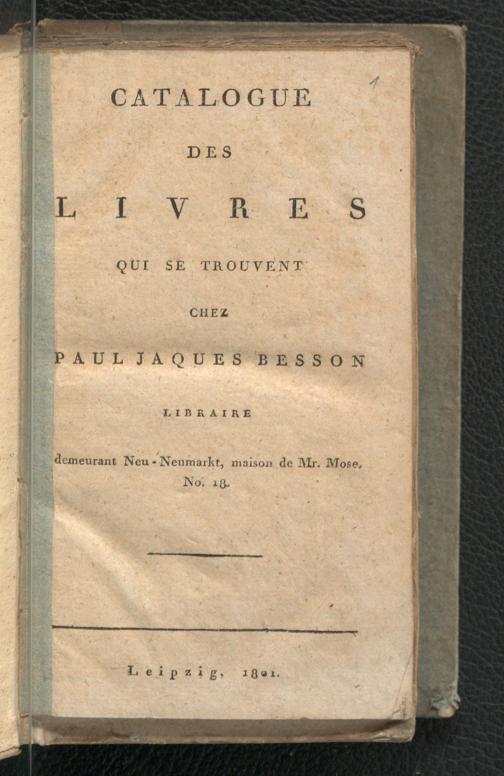 1
CATALOGUE
DES
LIVRES
QUI SE TROUVENT
CHEZ
PAUL JAQUES BESSON
LIBRAIRE
demeurant Neu-Neumarkt, maison de Mr. Mose.
No. 18.
Leipzig, 1801.